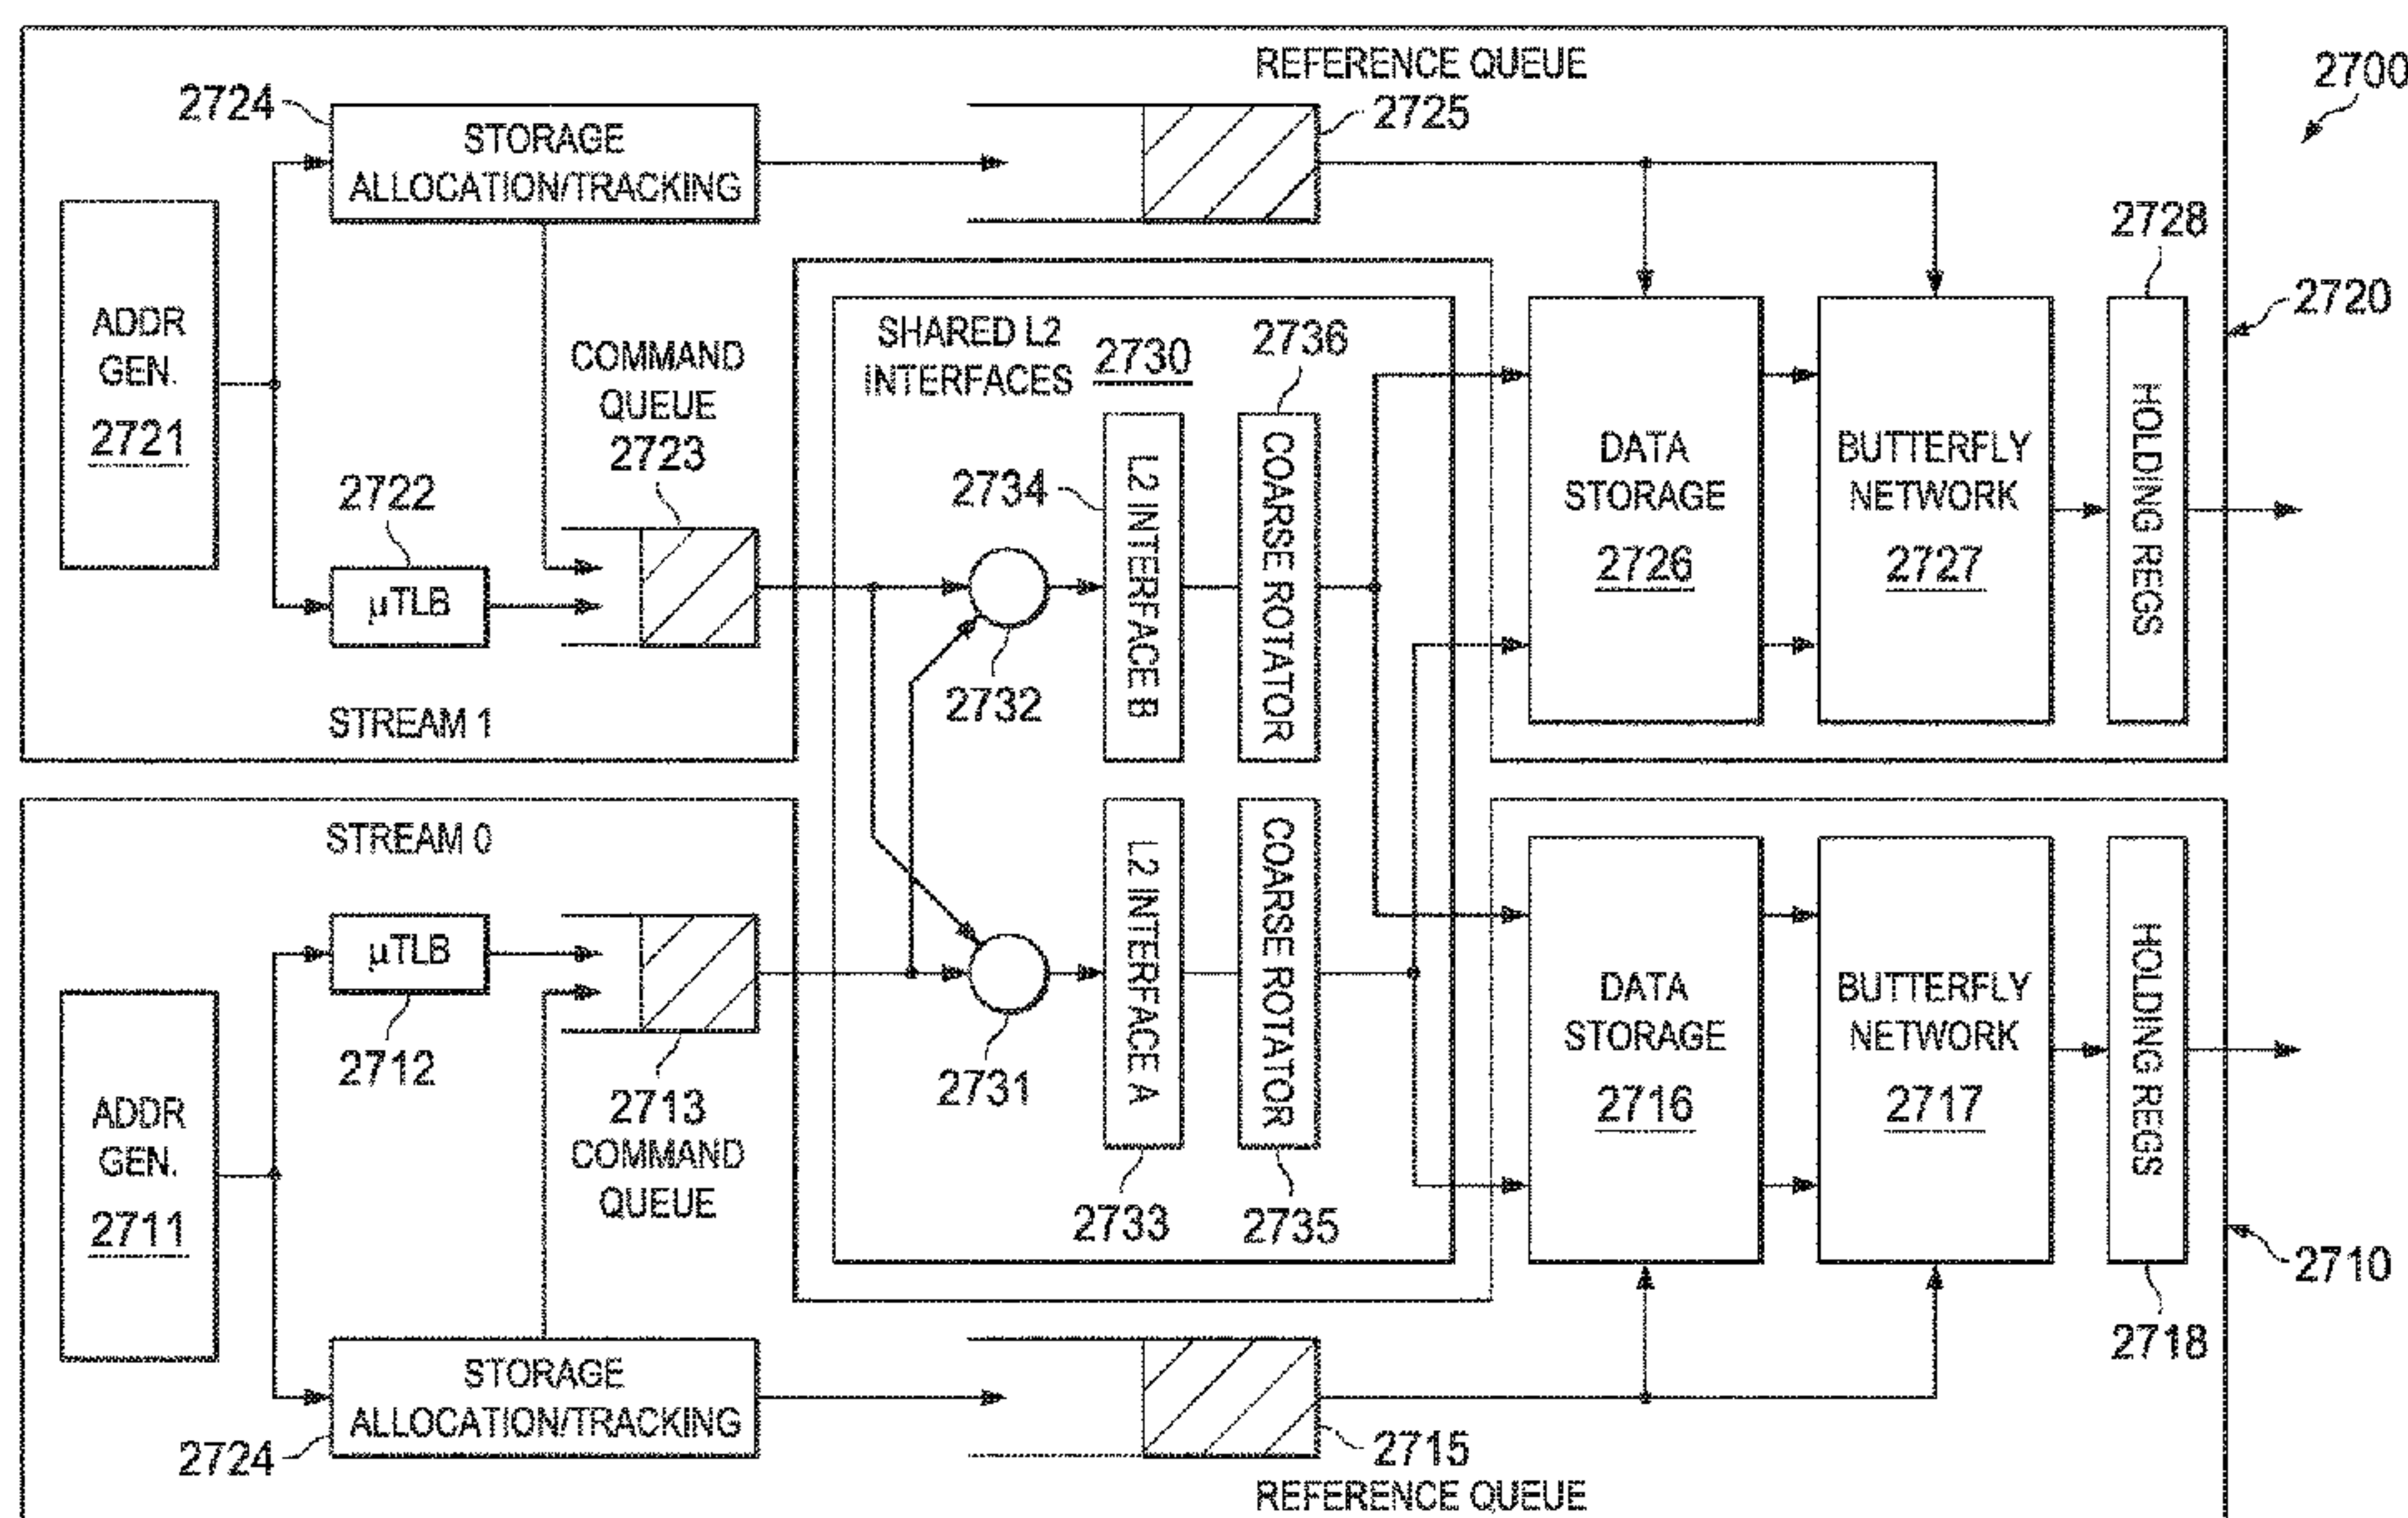 REFERENCE QUEUE
2725
2700
2724
STORAGE
ALLOCATION/TRACKING
ADDR
GEN.
2721
2722
μTLB
COMMAND
QUEUE
2723
STREAM 1
SHARED L2
INTERFACES
2730
2736
2734
L2 INTERFACE B
COARSE ROTATOR
2732
DATA
STORAGE
2726
BUTTERFLY
NETWORK
2727
2728
HOLDING REGS
2720
STREAM 0
μTLB
2712
ADDR
GEN.
2711
2713
COMMAND
QUEUE
2731
L2 INTERFACE A
COARSE ROTATOR
2733
2735
DATA
STORAGE
2716
BUTTERFLY
NETWORK
2717
HOLDING REGS
2718
2710
STORAGE
ALLOCATION/TRACKING
2724
2715
REFERENCE QUEUE